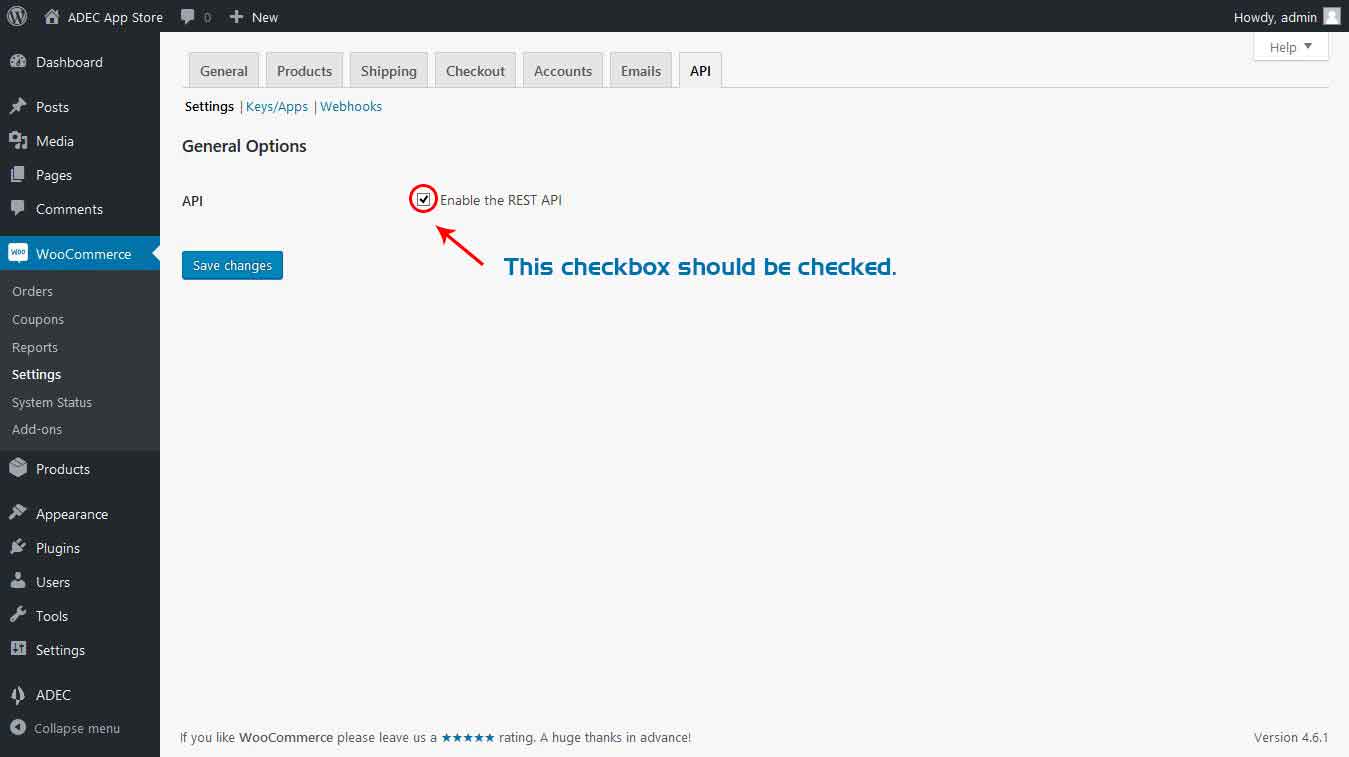 ADEC App Store 0 New Howdy, admin
Help
Dashboard
Posts
Media
Pages
Comments
Woo WooCommerce
Orders
Coupons
Reports
Settings
System Status
Add-ons
Products
Appearance
Plugins
Users
Tools
Settings
ADEC
Collapse menu
General Products Shipping Checkout Accounts Emails API
Settings | Keys/Apps | Webhooks
General Options
API Enable the REST API
Save changes
This checkbox should be checked.
If you like WooCommerce please leave us a ★★★★★ rating. A huge thanks in advance! Version 4.6.1